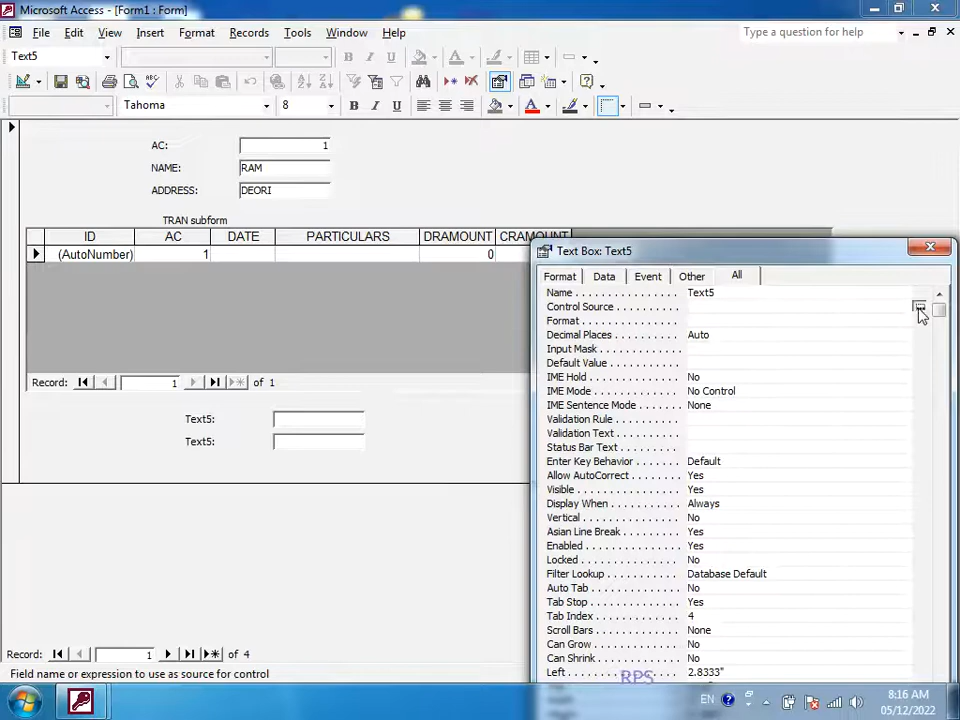 Microsoft Access - [Form1 : Form]
File Edit View Insert Format Records Tools Window Help Type a question for help
Text5
Tahoma 8
AC: 1
NAME: RAM
ADDRESS: DEORI
TRAN subform
ID AC DATE PARTICULARS DRAMOUNT CRAMOUNT
(AutoNumber) 1 0
Record: 1 of 1
Text5:
Text5:
Text Box: Text5
Format Data Event Other All
Name . . . . . . . . . . . . . . . . Text5
Control Source . . . . . . . . . .
Format . . . . . . . . . . . . . . .
Decimal Places . . . . . . . . . . Auto
Input Mask . . . . . . . . . . . . .
Default Value . . . . . . . . . . .
IME Hold . . . . . . . . . . . . . . No
IME Mode . . . . . . . . . . . . . No Control
IME Sentence Mode . . . . . . . None
Validation Rule . . . . . . . . . .
Validation Text . . . . . . . . . .
Status Bar Text . . . . . . . . . .
Enter Key Behavior . . . . . . . Default
Allow AutoCorrect . . . . . . . . Yes
Visible . . . . . . . . . . . . . . . . Yes
Display When . . . . . . . . . . . Always
Vertical . . . . . . . . . . . . . . . No
Asian Line Break . . . . . . . . . Yes
Enabled . . . . . . . . . . . . . . . Yes
Locked . . . . . . . . . . . . . . . No
Filter Lookup . . . . . . . . . . . Database Default
Auto Tab . . . . . . . . . . . . . . No
Tab Stop . . . . . . . . . . . . . . Yes
Tab Index . . . . . . . . . . . . . 4
Scroll Bars . . . . . . . . . . . . . None
Can Grow . . . . . . . . . . . . . No
Can Shrink . . . . . . . . . . . . . No
Left . . . . . . . . . . . . . . . . . 2.8333"
Record: 1 of 4
Field name or expression to use as source for control
RPS
EN
8:16 AM
05/12/2022